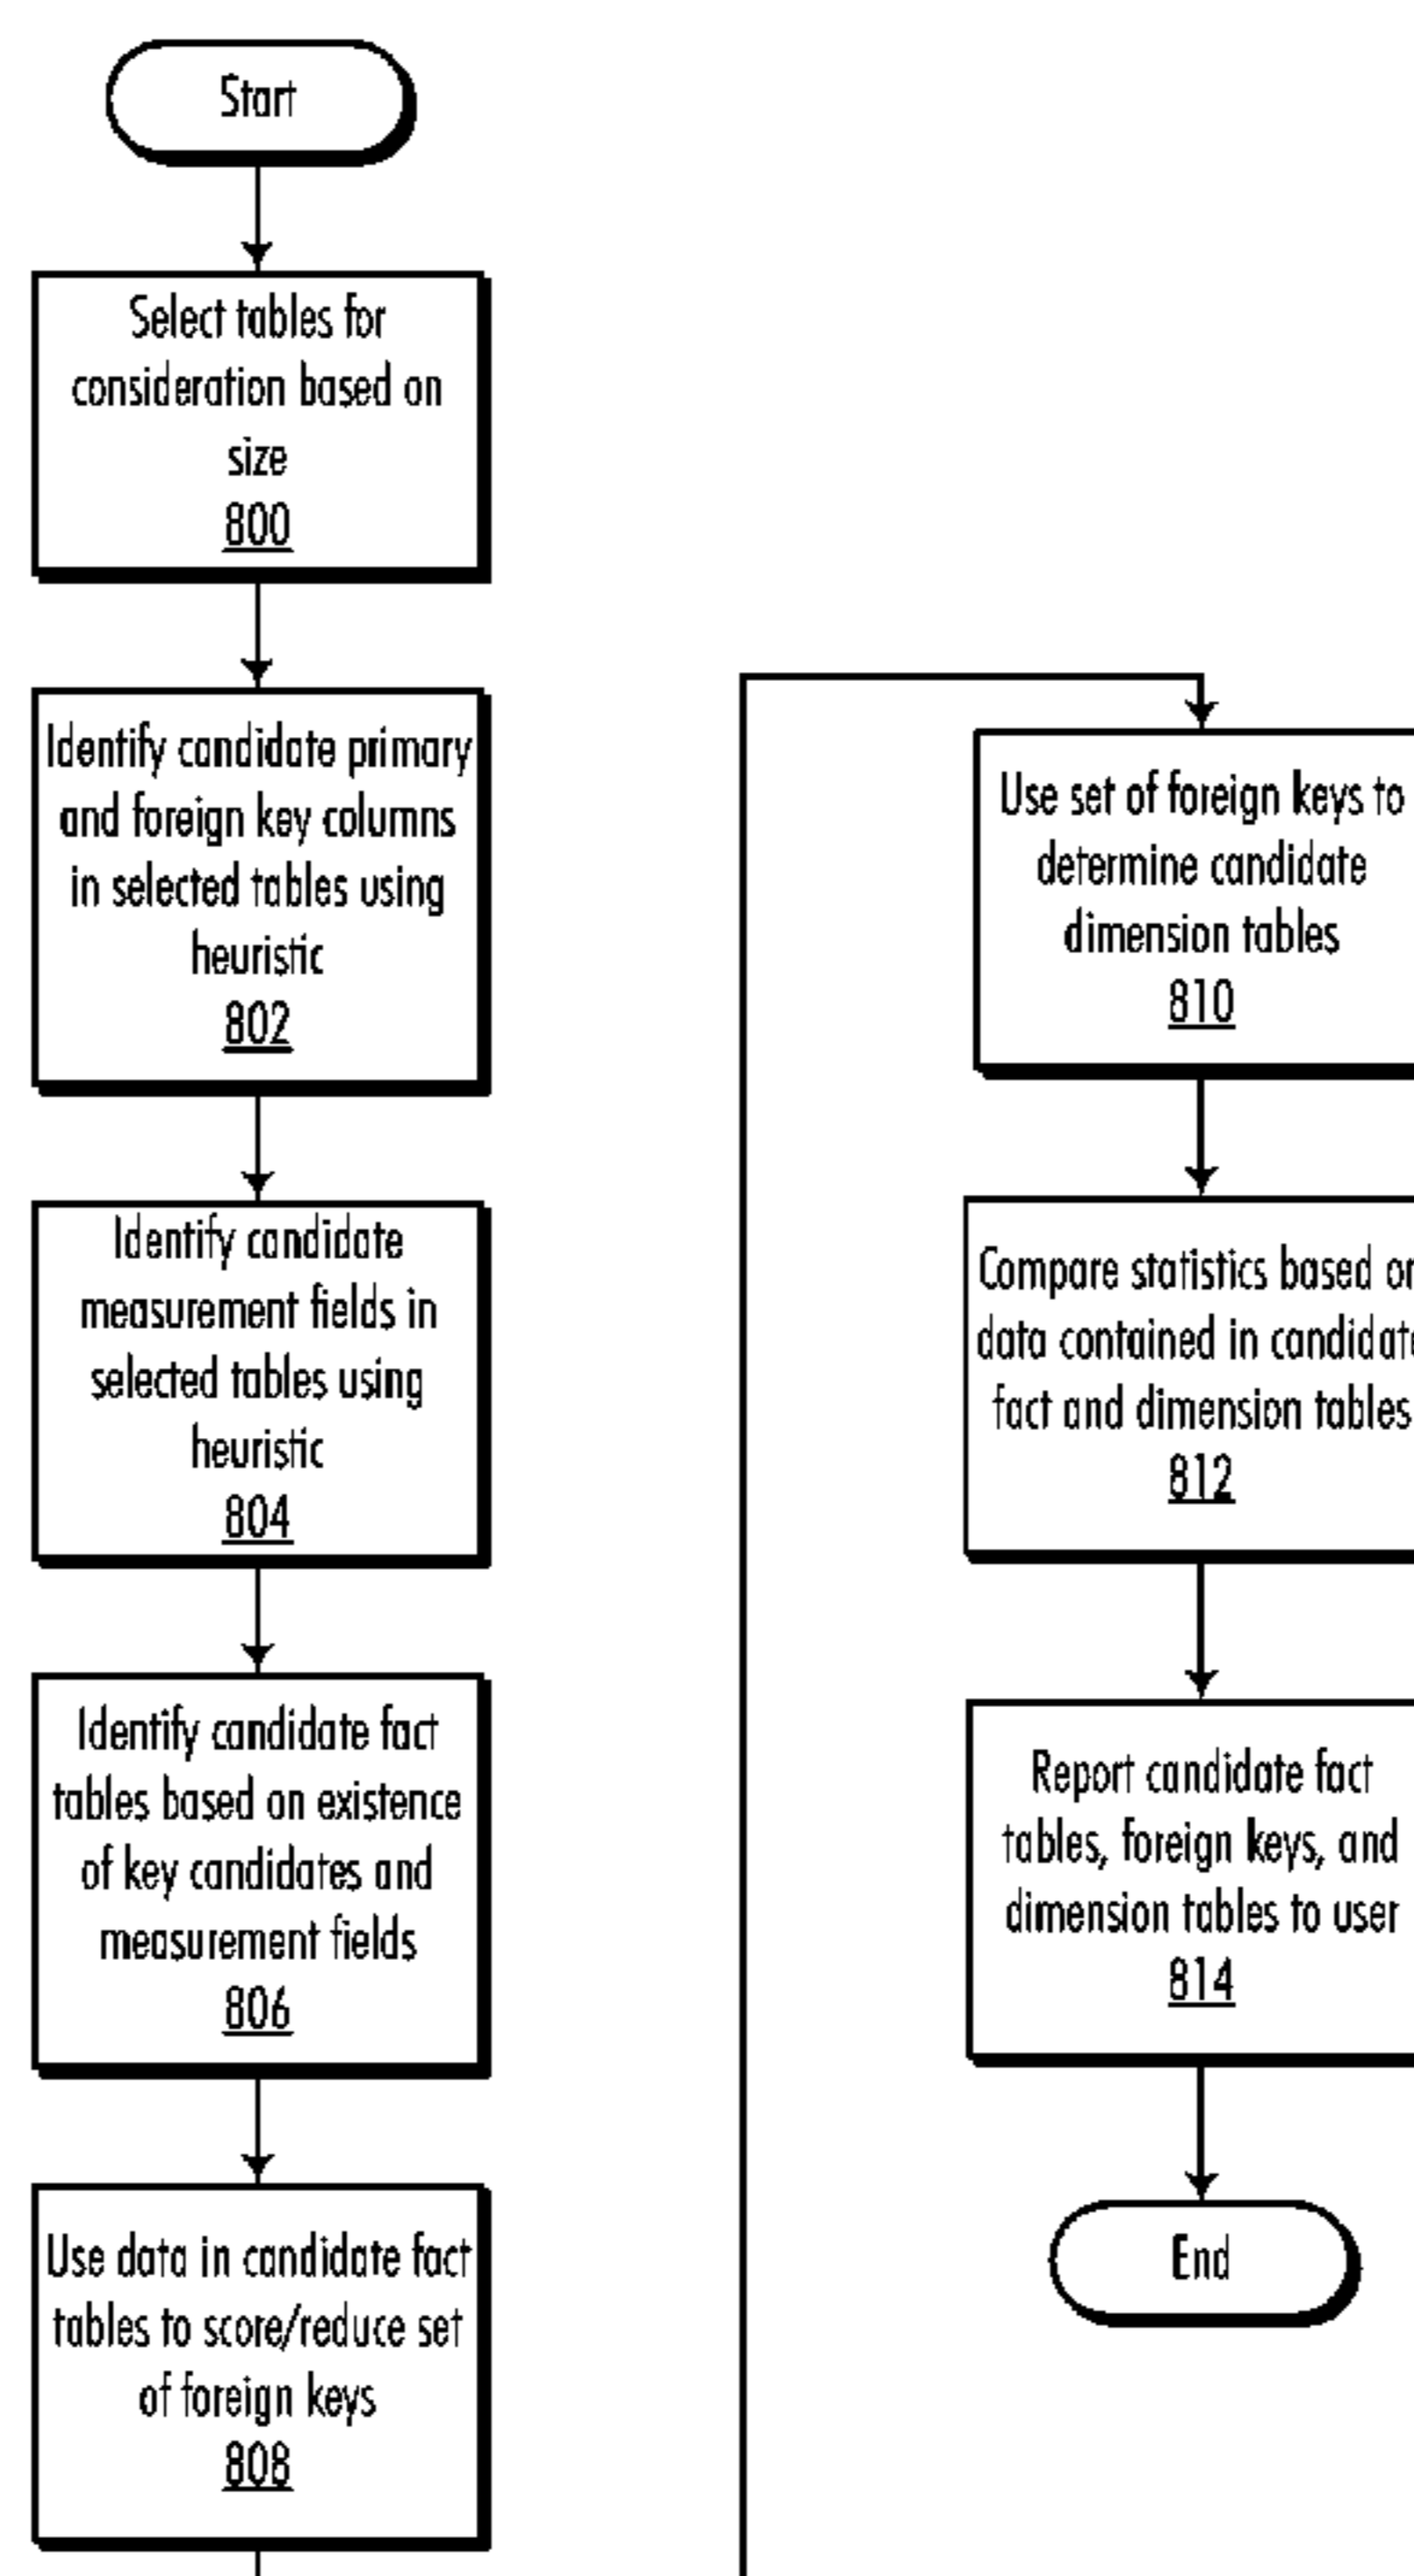 Start
Select tables for
consideration based on
size
800
Identify candidate primary
and foreign key columns
in selected tables using
heuristic
802
Identify candidate
measurement fields in
selected tables using
heuristic
804
Identify candidate fact
tables based on existence
of key candidates and
measurement fields
806
Use data in candidate fact
tables to score/reduce set
of foreign keys
808
Use set of foreign keys to
determine candidate
dimension tables
810
Compare statistics based on
data contained in candidate
fact and dimension tables
812
Report candidate fact
tables, foreign keys, and
dimension tables to user
814
End